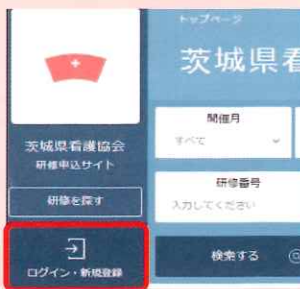 トップページ
茨城県看
開催月
すべて
茨城県看護協会
研修申込サイト
研修番号
入力してください
研修を探す
検索する
ログイン・新規登録